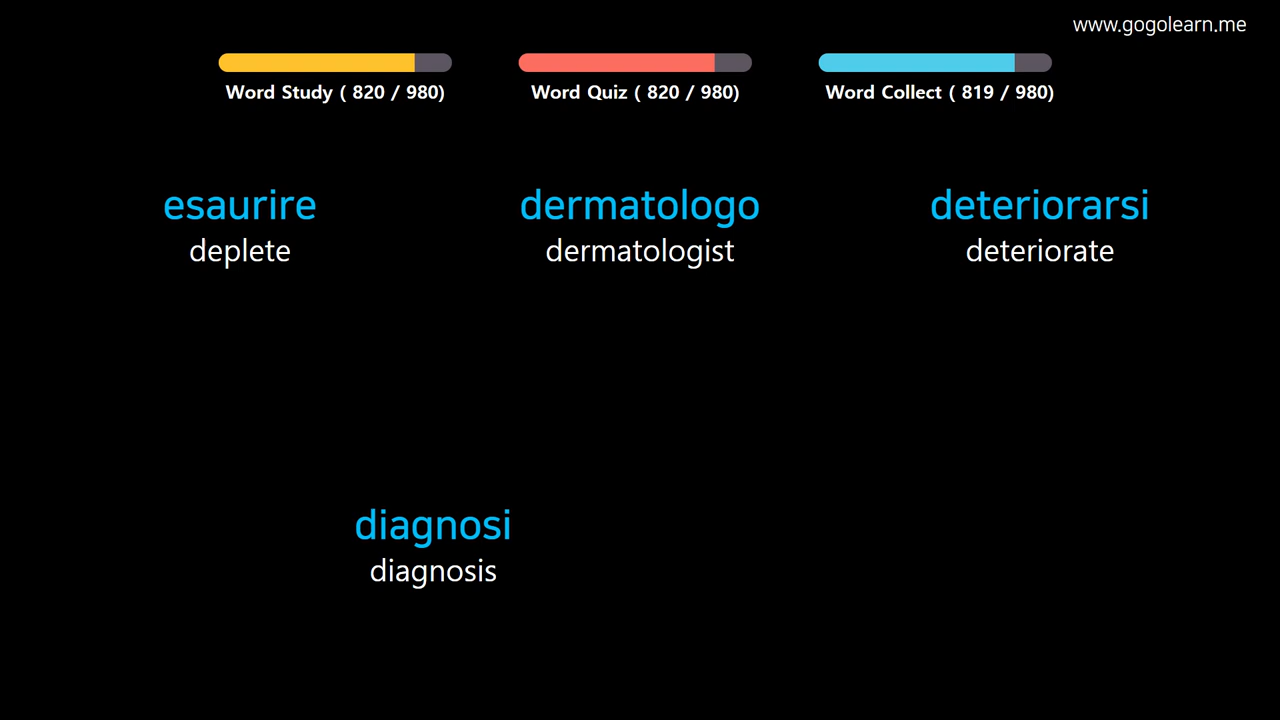 www.gogolearn.me
Word Study ( 820 / 980)
Word Quiz ( 820 / 980)
Word Collect ( 819 / 980)
esaurire
deplete
dermatologo
dermatologist
deteriorarsi
deteriorate
diagnosi
diagnosis